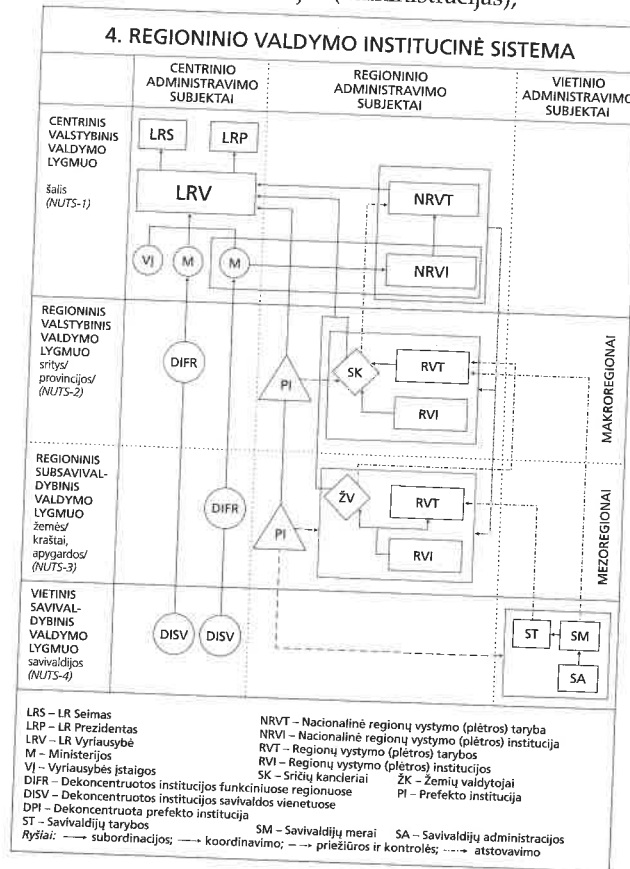 (administracijas),
4. REGIONINIO VALDYMO INSTITUCINĖ SISTEMA
CENTRINIO
ADMINISTRAVIMO
SUBJEKTAI
REGIONINIO
ADMINISTRAVIMO
SUBJEKTAI
VIETINIO
ADMINISTRAVIMO
SUBJEKTAI
CENTRINIS
VALSTYBINIS
VALDYMO
LYGMUO
šalis
(NUTS-1)
LRS
LRP
LRV
NRVT
VĮ
M
M
NRVI
REGIONINIS
VALSTYBINIS
VALDYMO
LYGMUO
sritys/
provincijos/
(NUTS-2)
DIFR
PI
SK
RVT
RVI
MAKROREGIONAI
REGIONINIS
SUBSAVIVAL-
DYBINIS
VALDYMO
LYGMUO
žemės/
kraštai,
apygardos/
(NUTS-3)
DIFR
PI
ŽV
RVT
RVI
MEZOREGIONAI
VIETINIS
SAVIVAL-
DYBINIS
VALDYMO
LYGMUO
savivaldijos
(NUTS-4)
DISV
DISV
ST
SM
SA
LRS – LR Seimas
LRP – LR Prezidentas
LRV – LR Vyriausybė
M – Ministerijos
VĮ – Vyriausybės įstaigos
NRVT – Nacionalinė regionų vystymo (plėtros) taryba
NRVI – Nacionalinė regionų vystymo (plėtros) institucija
RVT – Regionų vystymo (plėtros) tarybos
RVI – Regionų vystymo (plėtros) institucijos
SK – Sričių kancleriai ŽK – Žemių valdytojai
DIFR – Dekoncentruotos institucijos funkciniuose regionuose PI – Prefekto institucija
DISV – Dekoncentruotos institucijos savivaldos vienetuose
DPI – Dekoncentruota prefekto institucija
ST – Savivaldijų tarybos SM – Savivaldijų merai SA – Savivaldijų administracijos
Ryšiai: subordinacijos; koordinavimo; priežiūros ir kontrolės; atstovavimo